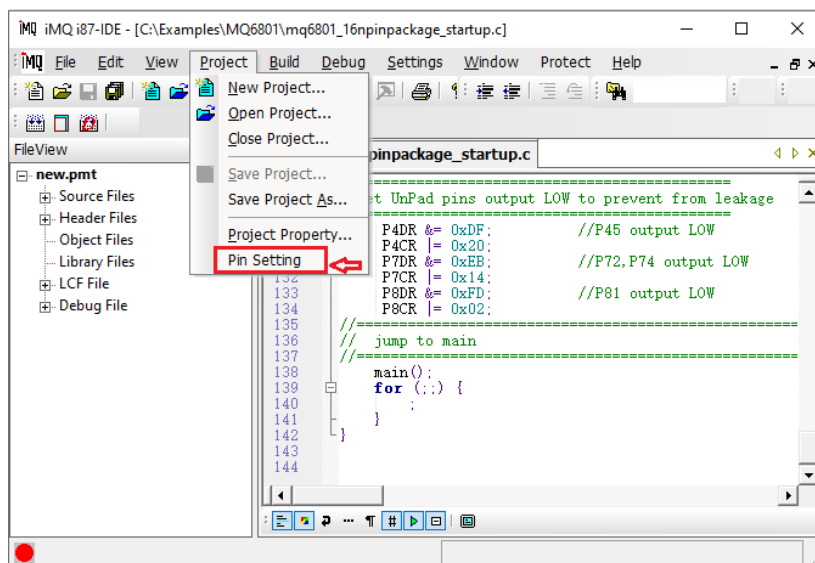 iMQ i87-IDE - [C:\Examples\MQ6801\mq6801_16npinpackage_startup.c]
iMQ File Edit View Project Build Debug Settings Window Protect Help
New Project...
Open Project...
Close Project...
Save Project...
Save Project As...
Project Property...
Pin Setting
FileView
new.pmt
Source Files
Header Files
Object Files
Library Files
LCF File
Debug File
pinpackage_startup.c
et UnPad pins output LOW to prevent from leakage
P4DR &= 0xDF; //P45 output LOW
P4CR |= 0x20;
P7DR &= 0xEB; //P72,P74 output LOW
132 P7CR |= 0x14;
133 P8DR &= 0xFD; //P81 output LOW
134 P8CR |= 0x02;
135 //==================================================
136 // jump to main
137 //==================================================
138 main();
139 for (;;) {
140 ;
141 }
142 }
143
144